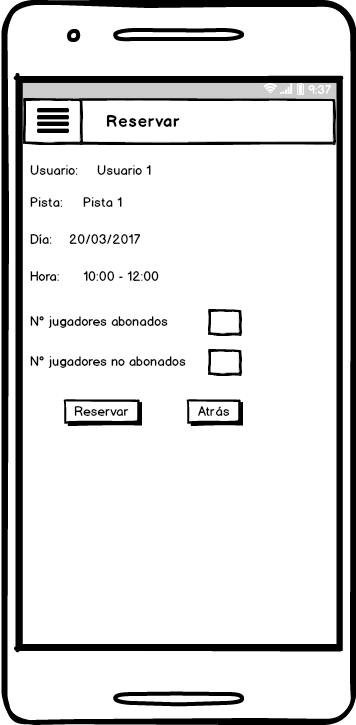 9:37
Reservar
Usuario: Usuario 1
Pista: Pista 1
Día: 20/03/2017
Hora: 10:00 - 12:00
Nº jugadores abonados
Nº jugadores no abonados
Reservar Atrás